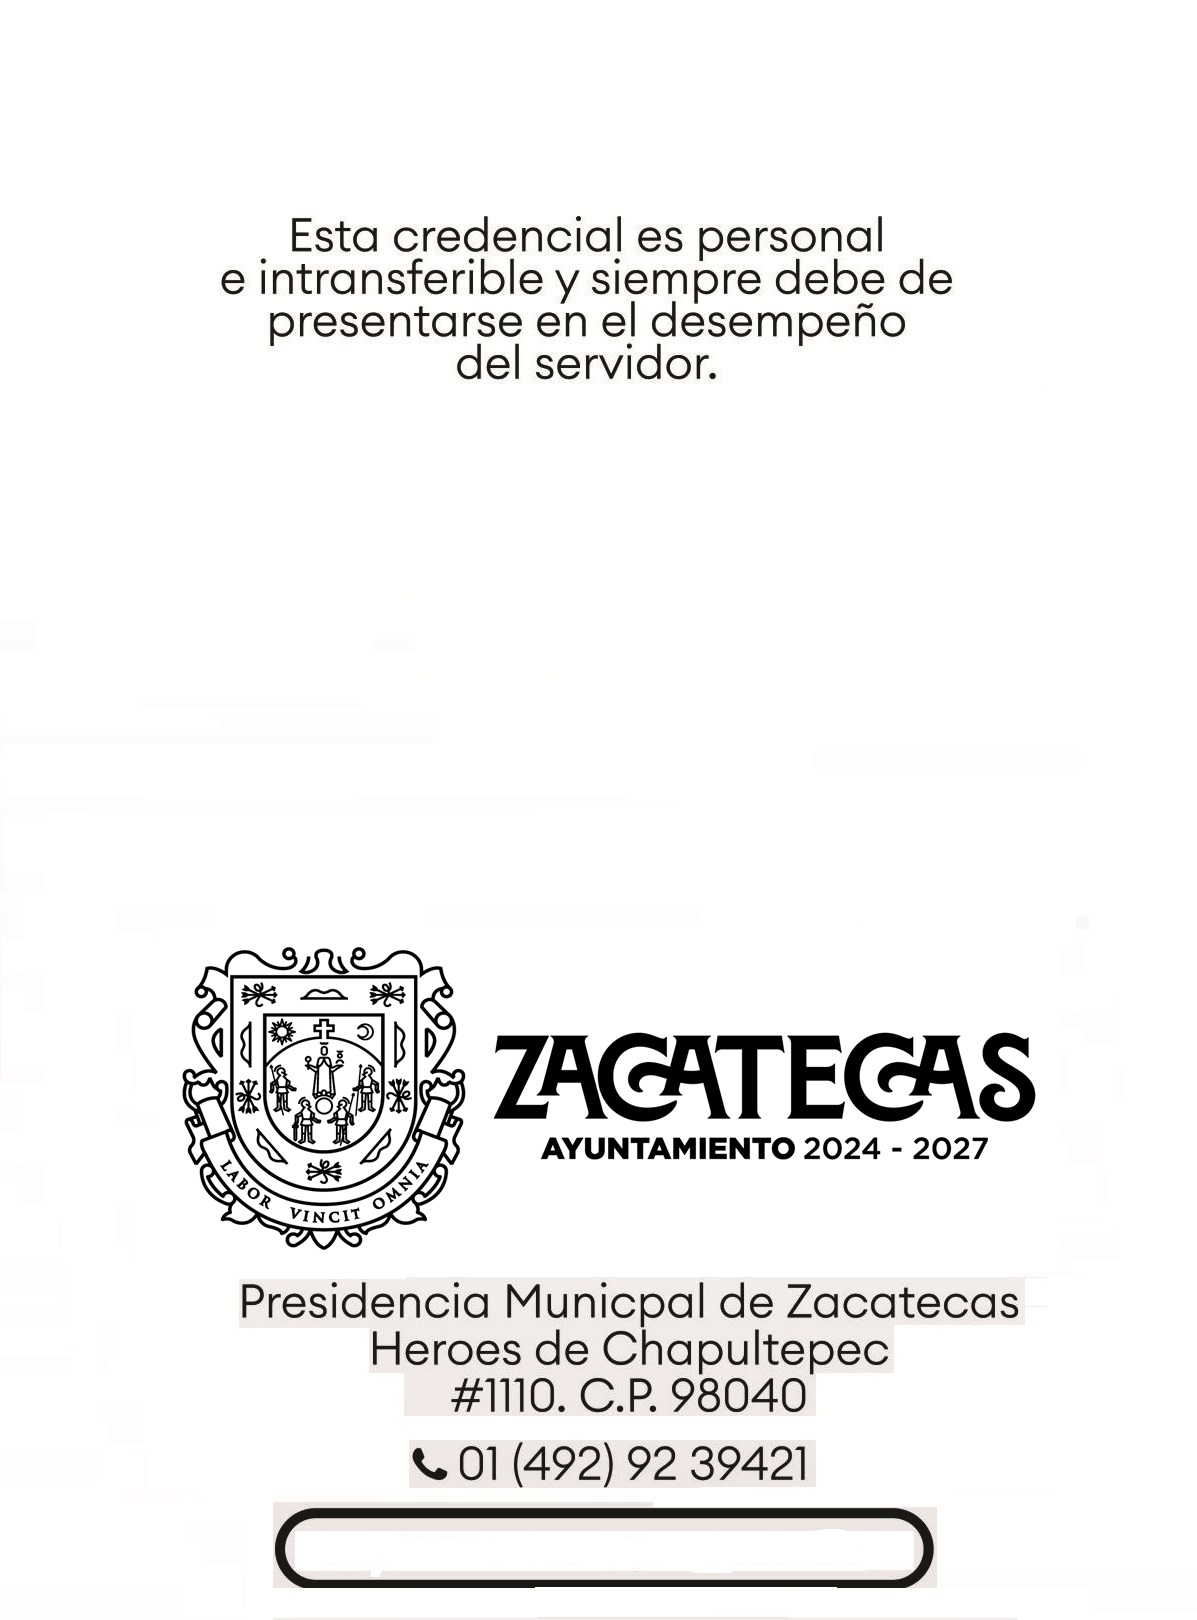 Esta credencial es personal
e intransferible y siempre debe de
presentarse en el desempeño
del servidor.
LABOR VINCIT OMNIA
ZACATECAS
AYUNTAMIENTO 2024 - 2027
Presidencia Municpal de Zacatecas
Heroes de Chapultepec
#1110. C.P. 98040
01 (492) 92 39421